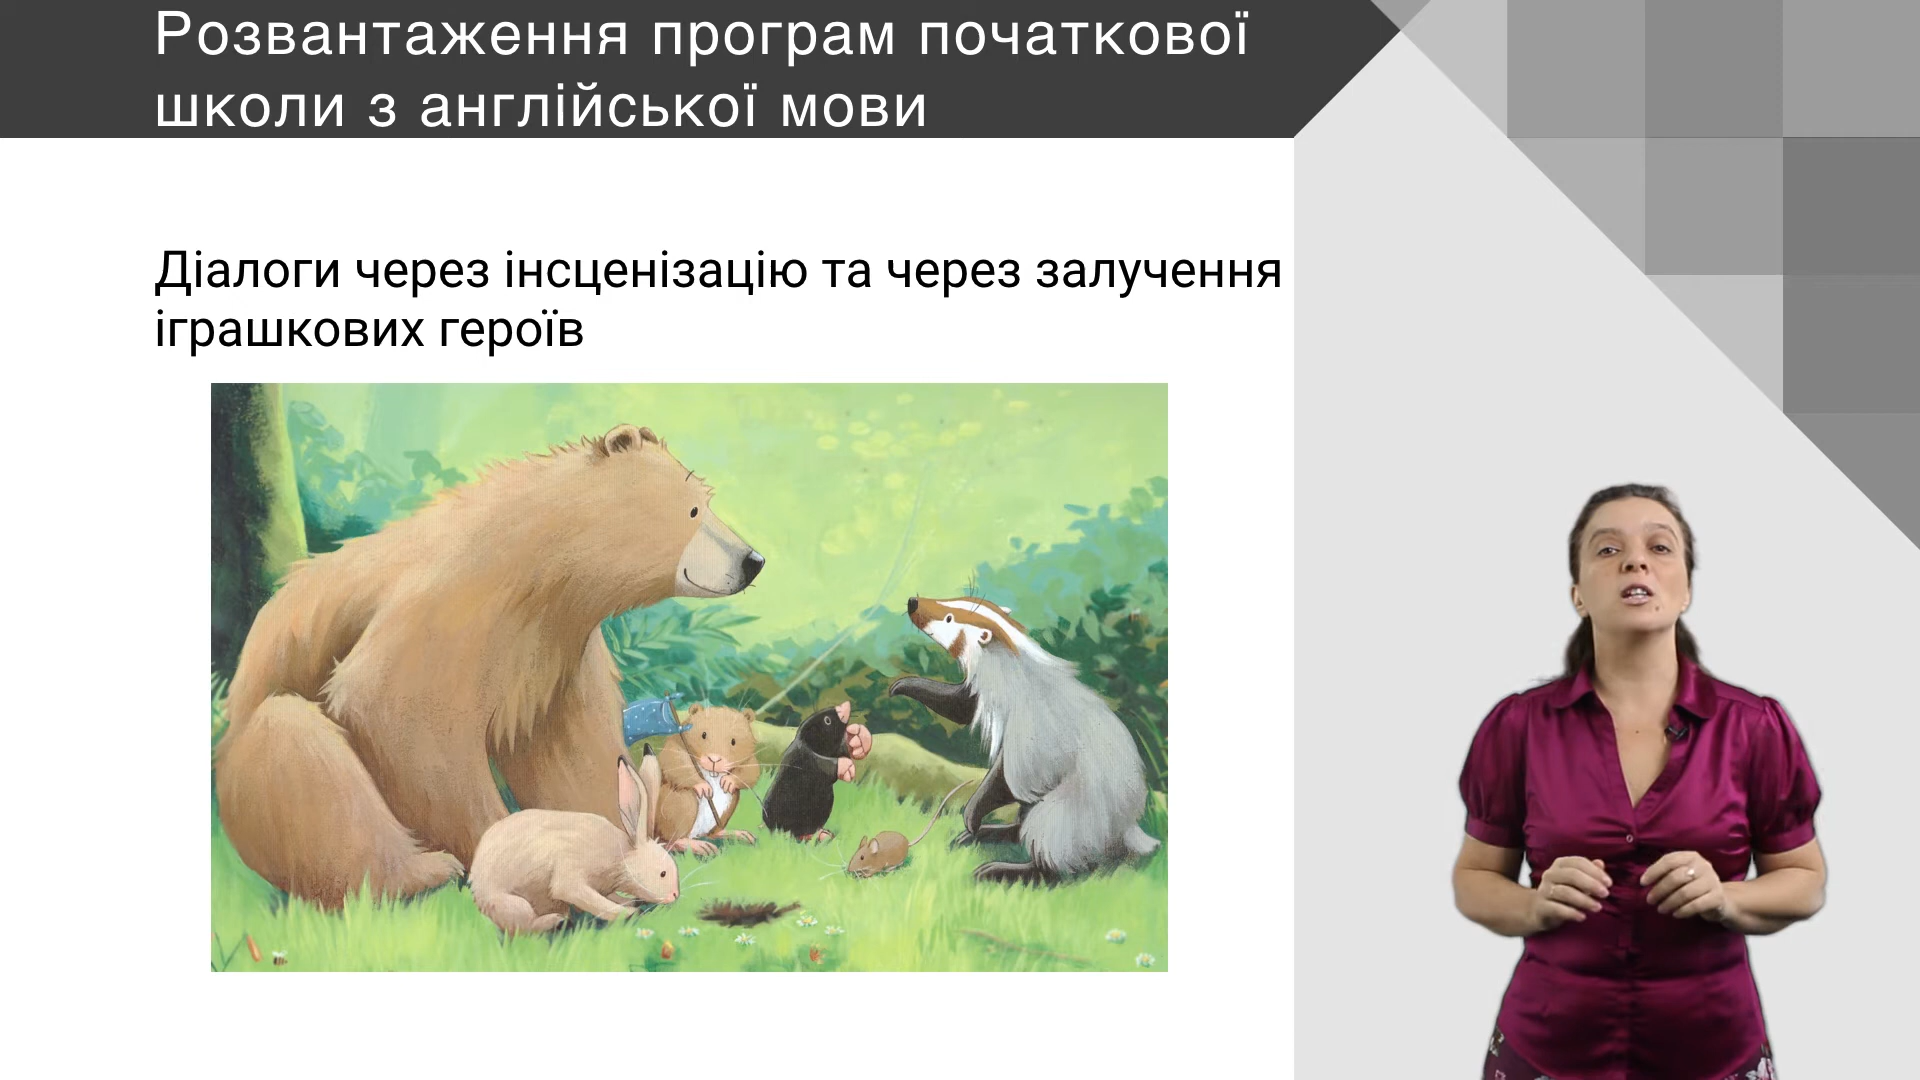 Розвантаження програм початкової
школи з англійської мови
Діалоги через інсценізацію та через залучення
іграшкових героїв